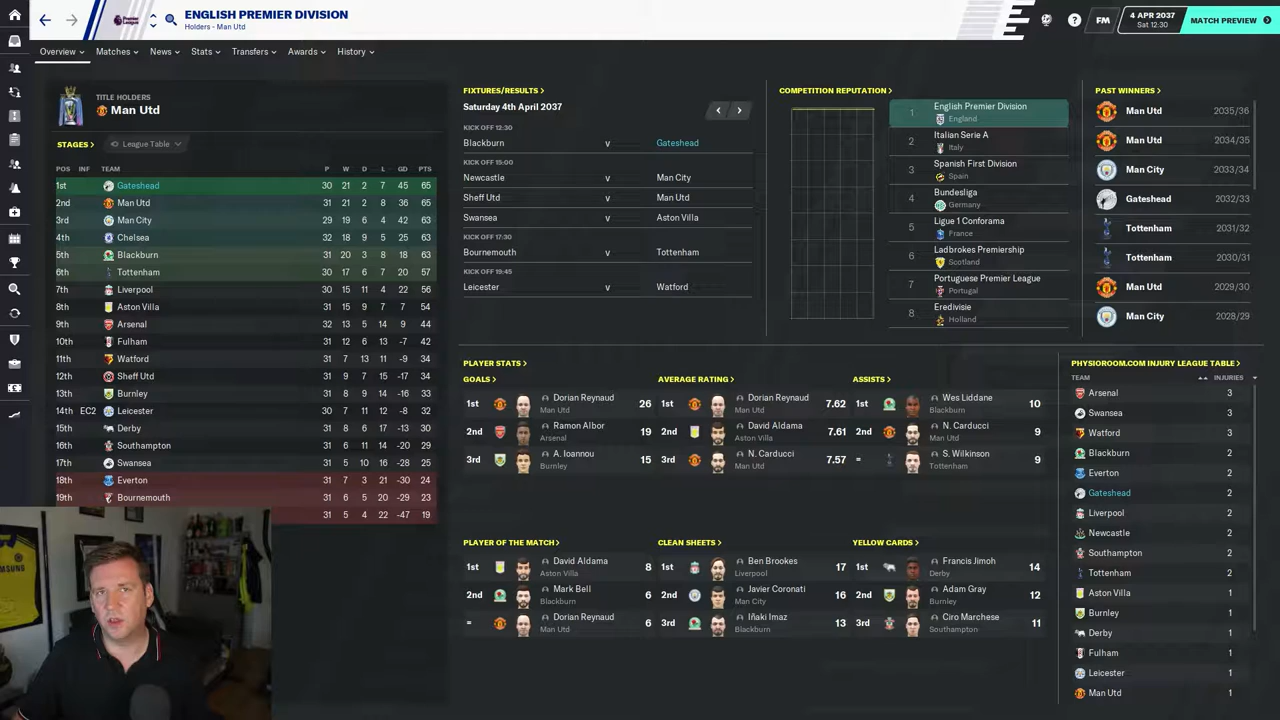 ENGLISH PREMIER DIVISION
Holders - Man Utd
FM
4 APR 2037
Sat 12:30
MATCH PREVIEW
Overview
Matches
News
Stats
Transfers
Awards
History
TITLE HOLDERS
Man Utd
STAGES
League Table
POS INF TEAM P W D L GD PTS
1st Gateshead 30 21 2 7 45 65
2nd Man Utd 31 21 2 8 36 65
3rd Man City 29 19 6 4 42 63
4th Chelsea 32 18 9 5 25 63
5th Blackburn 31 20 3 8 18 63
6th Tottenham 30 17 6 7 20 57
7th Liverpool 30 15 11 4 22 56
8th Aston Villa 31 15 9 7 7 54
9th Arsenal 32 13 5 14 9 44
10th Fulham 31 12 6 13 -7 42
11th Watford 31 7 13 11 -9 34
12th Sheff Utd 31 9 7 15 -17 34
13th Burnley 31 8 9 14 -16 33
14th EC2 Leicester 30 7 11 12 -8 32
15th Derby 31 8 6 17 -13 30
16th Southampton 31 6 11 14 -20 29
17th Swansea 31 5 10 16 -28 25
18th Everton 31 7 3 21 -30 24
19th Bournemouth 31 6 5 20 -29 23
31 5 4 22 -47 19
FIXTURES/RESULTS
Saturday 4th April 2037
KICK OFF 12:30
Blackburn v Gateshead
KICK OFF 15:00
Newcastle v Man City
Sheff Utd v Man Utd
Swansea v Aston Villa
KICK OFF 17:30
Bournemouth v Tottenham
KICK OFF 19:45
Leicester v Watford
COMPETITION REPUTATION
1 English Premier Division
England
2 Italian Serie A
Italy
3 Spanish First Division
Spain
4 Bundesliga
Germany
5 Ligue 1 Conforama
France
6 Ladbrokes Premiership
Scotland
7 Portuguese Premier League
Portugal
8 Eredivisie
Holland
PAST WINNERS
Man Utd 2035/36
Man Utd 2034/35
Man City 2033/34
Gateshead 2032/33
Tottenham 2031/32
Tottenham 2030/31
Man Utd 2029/30
Man City 2028/29
PLAYER STATS
GOALS
1st Dorian Reynaud 26
Man Utd
2nd Ramon Albor 19
Arsenal
3rd A. Ioannou 15
Burnley
AVERAGE RATING
1st Dorian Reynaud 7.62
Man Utd
2nd David Aldama 7.61
Aston Villa
3rd N. Carducci 7.57
Man Utd
ASSISTS
1st Wes Liddane 10
Blackburn
2nd N. Carducci 9
Man Utd
= S. Wilkinson 9
Tottenham
PLAYER OF THE MATCH
1st David Aldama 8
Aston Villa
2nd Mark Bell 6
Blackburn
= Dorian Reynaud 6
Man Utd
CLEAN SHEETS
1st Ben Brookes 17
Liverpool
2nd Javier Coronati 16
Man City
3rd Iñaki Imaz 13
Blackburn
YELLOW CARDS
1st Francis Jimoh 14
Derby
2nd Adam Gray 12
Burnley
3rd Ciro Marchese 11
Southampton
PHYSIOROOM.COM INJURY LEAGUE TABLE
TEAM INJURIES
Arsenal 3
Swansea 3
Watford 3
Blackburn 2
Everton 2
Gateshead 2
Liverpool 2
Newcastle 2
Southampton 2
Tottenham 2
Aston Villa 1
Burnley 1
Derby 1
Fulham 1
Leicester 1
Man Utd 1